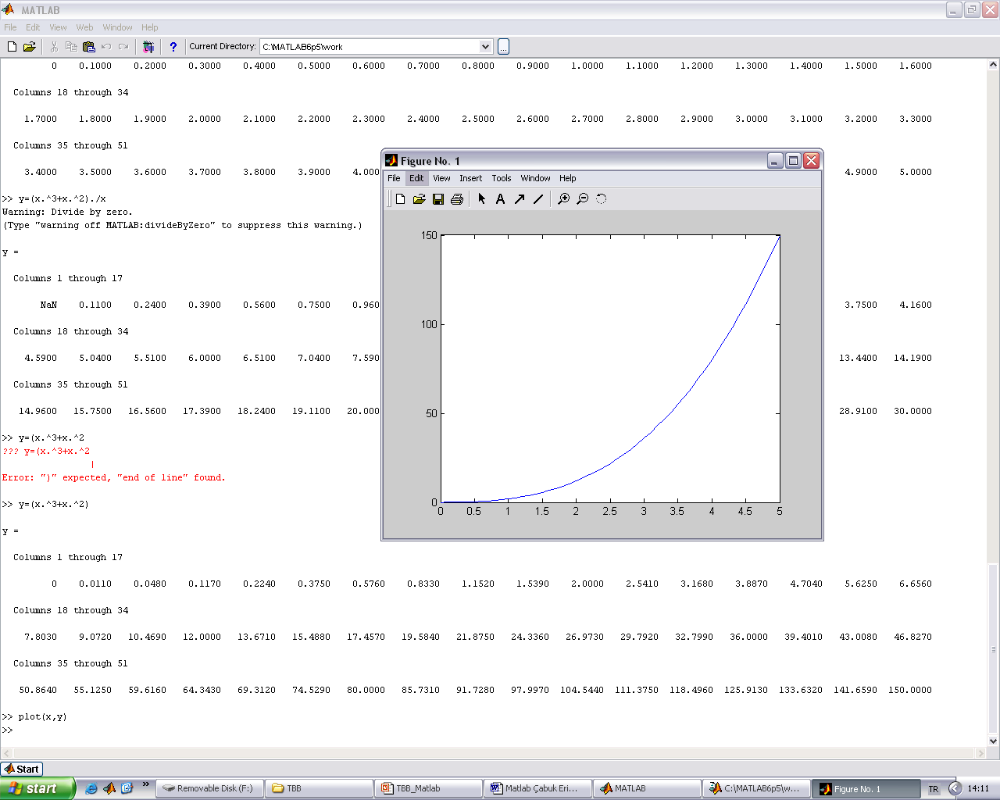 MATLAB
File Edit View Web Window Help
Current Directory: C:\MATLAB6p5\work ...
0 0.1000 0.2000 0.3000 0.4000 0.5000 0.6000 0.7000 0.8000 0.9000 1.0000 1.1000 1.2000 1.3000 1.4000 1.5000 1.6000
Columns 18 through 34
1.7000 1.8000 1.9000 2.0000 2.1000 2.2000 2.3000 2.4000 2.5000 2.6000 2.7000 2.8000 2.9000 3.0000 3.1000 3.2000 3.3000
Columns 35 through 51
3.4000 3.5000 3.6000 3.7000 3.8000 3.9000 4.000 4.9000 5.0000
>> y=(x.^3+x.^2)./x
Warning: Divide by zero.
(Type "warning off MATLAB:divideByZero" to suppress this warning.)
y =
Columns 1 through 17
NaN 0.1100 0.2400 0.3900 0.5600 0.7500 0.960 3.7500 4.1600
Columns 18 through 34
4.5900 5.0400 5.5100 6.0000 6.5100 7.0400 7.590 13.4400 14.1900
Columns 35 through 51
14.9600 15.7500 16.5600 17.3900 18.2400 19.1100 20.000 28.9100 30.0000
>> y=(x.^3+x.^2
??? y=(x.^3+x.^2
|
Error: ")" expected, "end of line" found.
>> y=(x.^3+x.^2)
y =
Columns 1 through 17
0 0.0110 0.0480 0.1170 0.2240 0.3750 0.5760 0.8330 1.1520 1.5390 2.0000 2.5410 3.1680 3.8870 4.7040 5.6250 6.6560
Columns 18 through 34
7.8030 9.0720 10.4690 12.0000 13.6710 15.4880 17.4570 19.5840 21.8750 24.3360 26.9730 29.7920 32.7990 36.0000 39.4010 43.0080 46.8270
Columns 35 through 51
50.8640 55.1250 59.6160 64.3430 69.3120 74.5290 80.0000 85.7310 91.7280 97.9970 104.5440 111.3750 118.4960 125.9130 133.6320 141.6590 150.0000
>> plot(x,y)
>>
Figure No. 1
File Edit View Insert Tools Window Help
A
150
100
50
0
0 0.5 1 1.5 2 2.5 3 3.5 4 4.5 5
Start
start » Removable Disk (F:) TBB TBB_Matlab Matlab Çabuk Eri... MATLAB C:\MATLAB6p5\w... Figure No. 1 TR 14:11